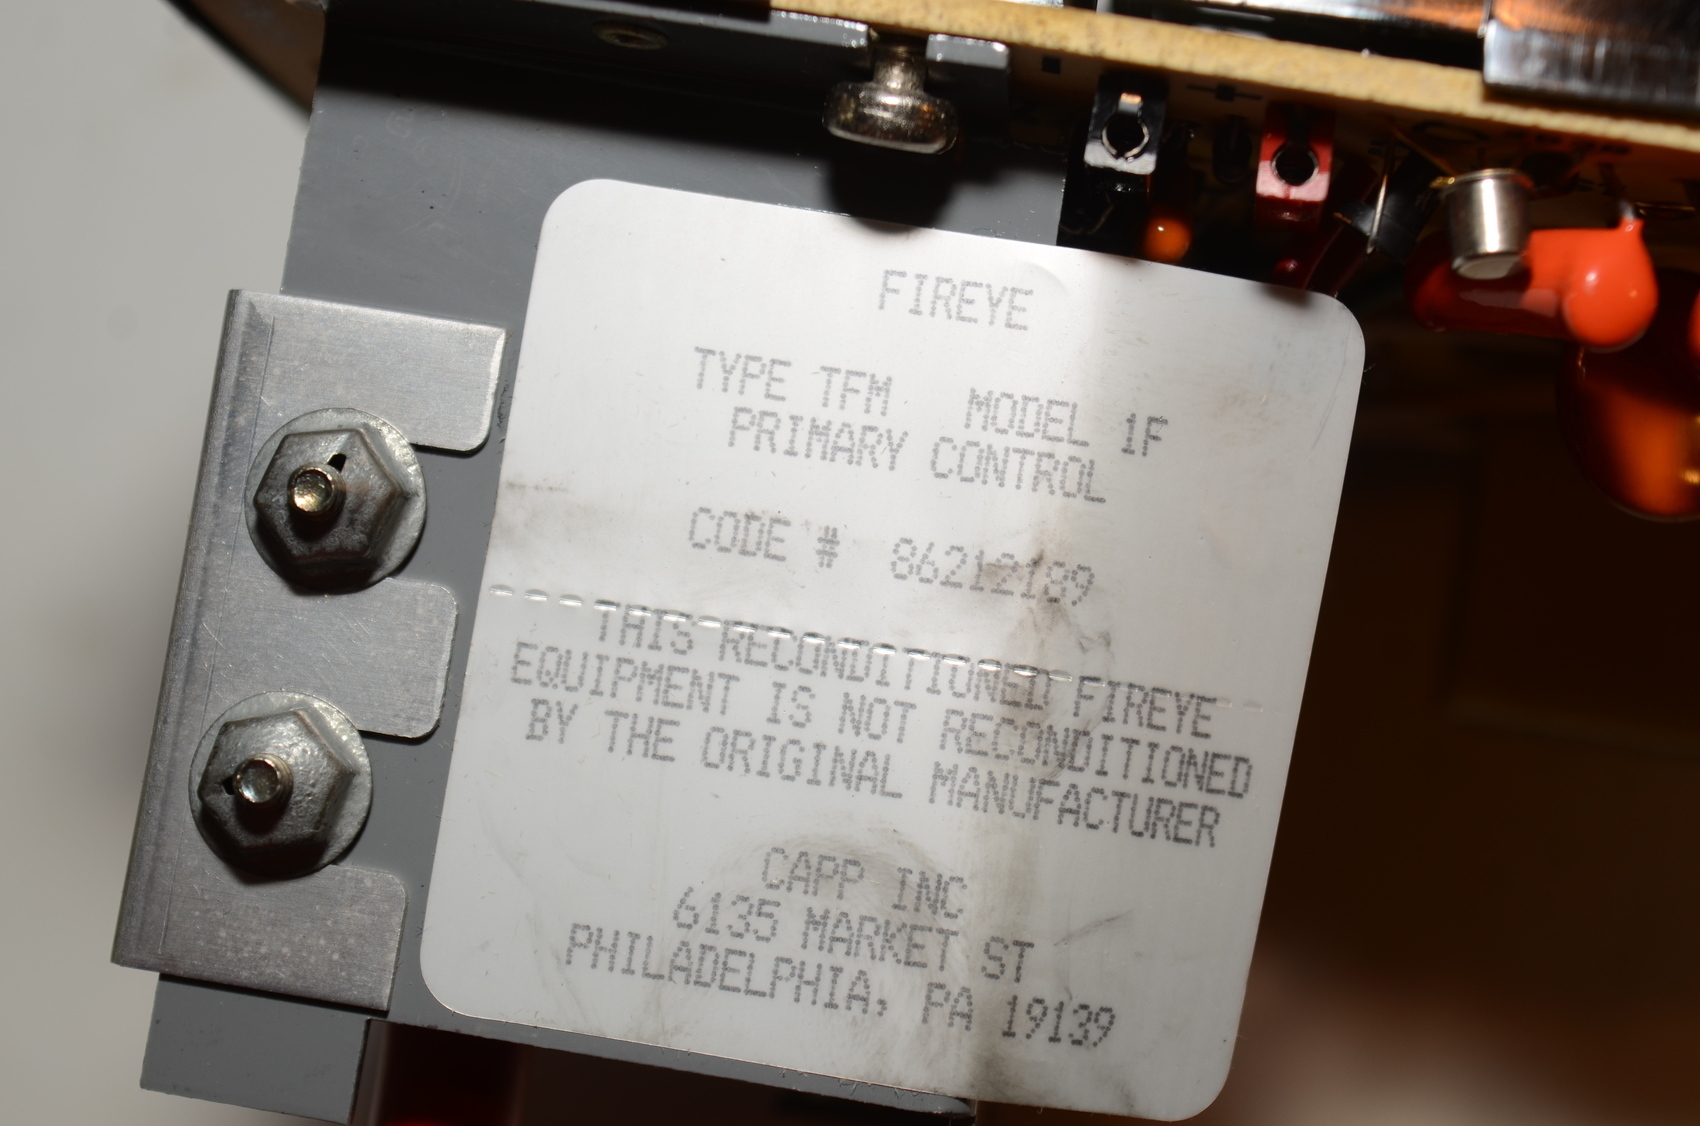 FIREYE
TYPE TFM MODEL 1F
PRIMARY CONTROL
CODE # 86212199
THIS RECONDITIONED FIREYE
EQUIPMENT IS NOT RECONDITIONED
BY THE ORIGINAL MANUFACTURER
CAPP INC
6135 MARKET ST
PHILADELPHIA, PA 19139